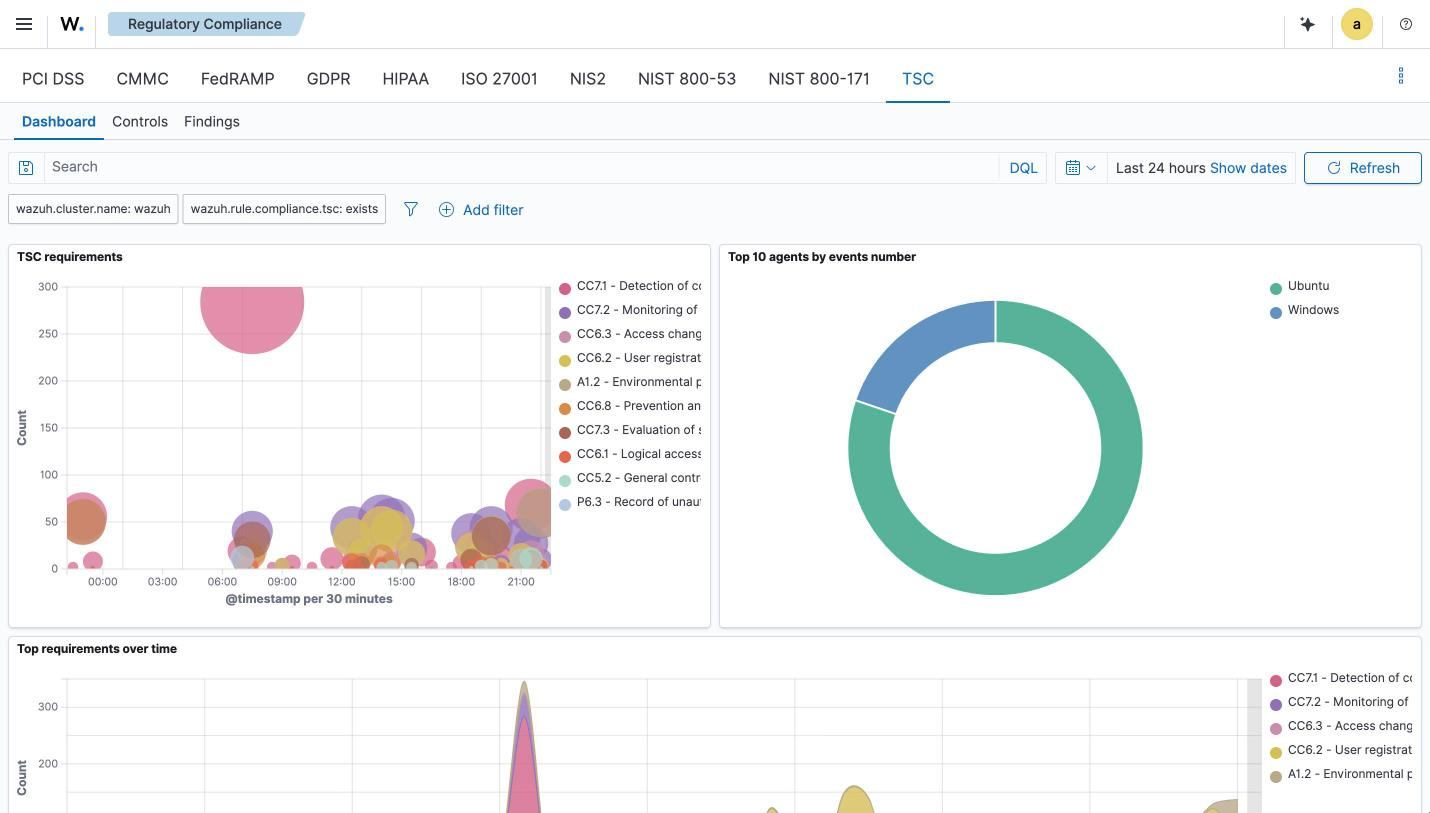 W. Regulatory Compliance a
PCI DSS CMMC FedRAMP GDPR HIPAA ISO 27001 NIS2 NIST 800-53 NIST 800-171 TSC
Dashboard Controls Findings
Search DQL Last 24 hours Show dates Refresh
wazuh.cluster.name: wazuh wazuh.rule.compliance.tsc: exists Add filter
TSC requirements
300
250
200
150
100
50
0
Count
00:00 03:00 06:00 09:00 12:00 15:00 18:00 21:00
@timestamp per 30 minutes
CC7.1 - Detection of co
CC7.2 - Monitoring of
CC6.3 - Access chang
CC6.2 - User registrat
A1.2 - Environmental p
CC6.8 - Prevention an
CC7.3 - Evaluation of s
CC6.1 - Logical access
CC5.2 - General contr
P6.3 - Record of unau
Top 10 agents by events number
Ubuntu
Windows
Top requirements over time
300
200
Count
CC7.1 - Detection of co
CC7.2 - Monitoring of
CC6.3 - Access chang
CC6.2 - User registrat
A1.2 - Environmental p